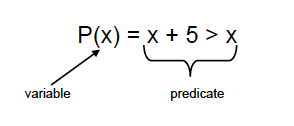 P(x) = x + 5 > x
variable
predicate